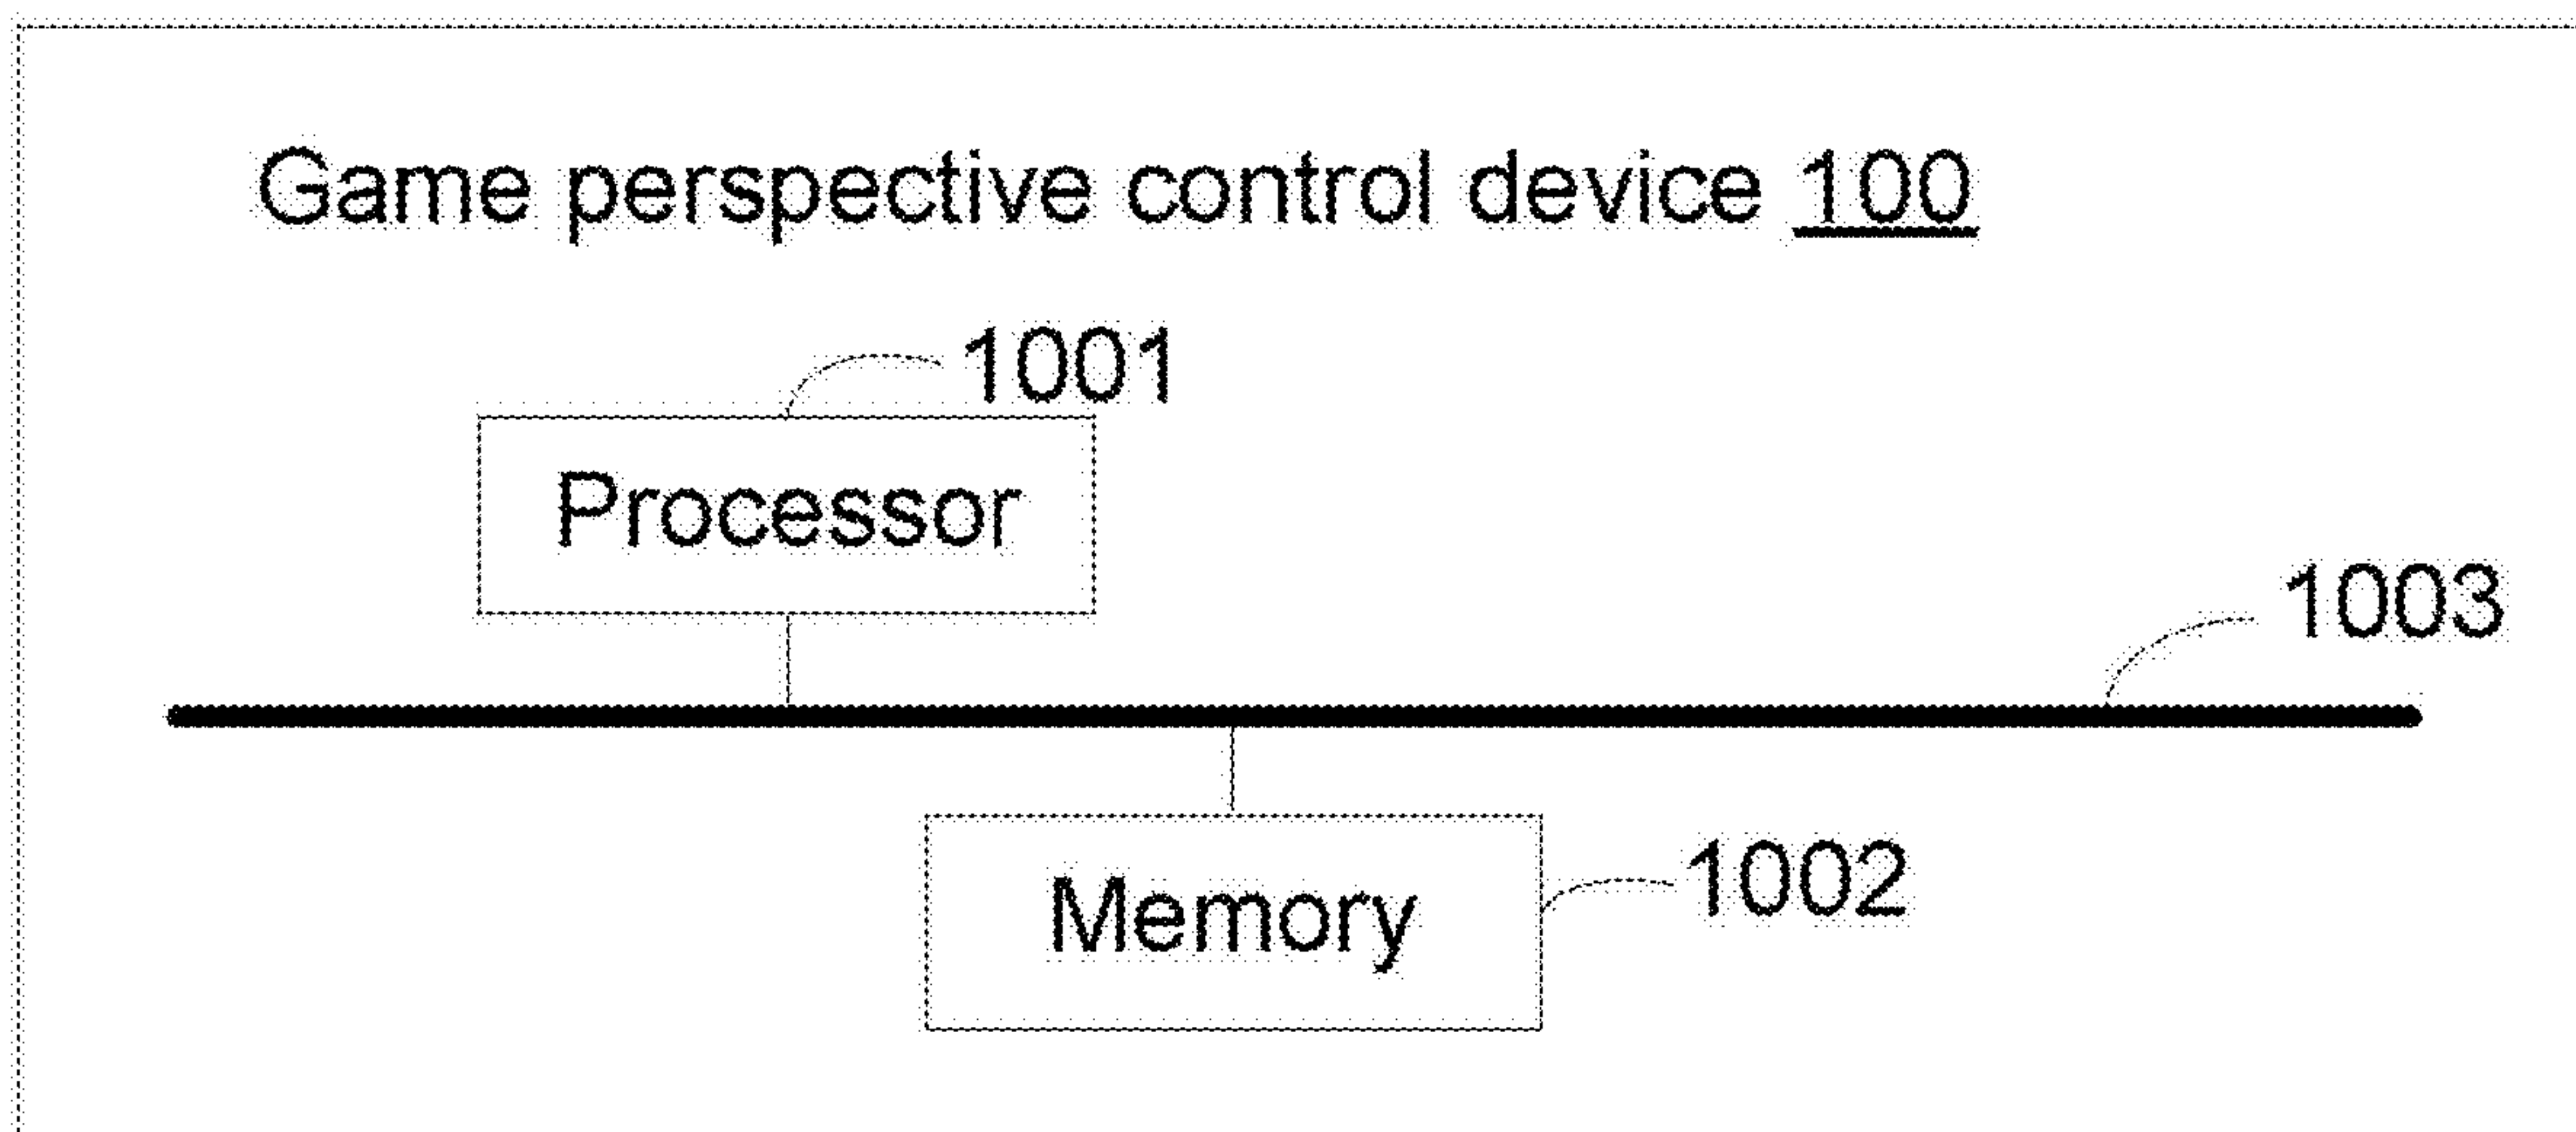 Game perspective control device 100
1001
Processor
1003
Memory
1002